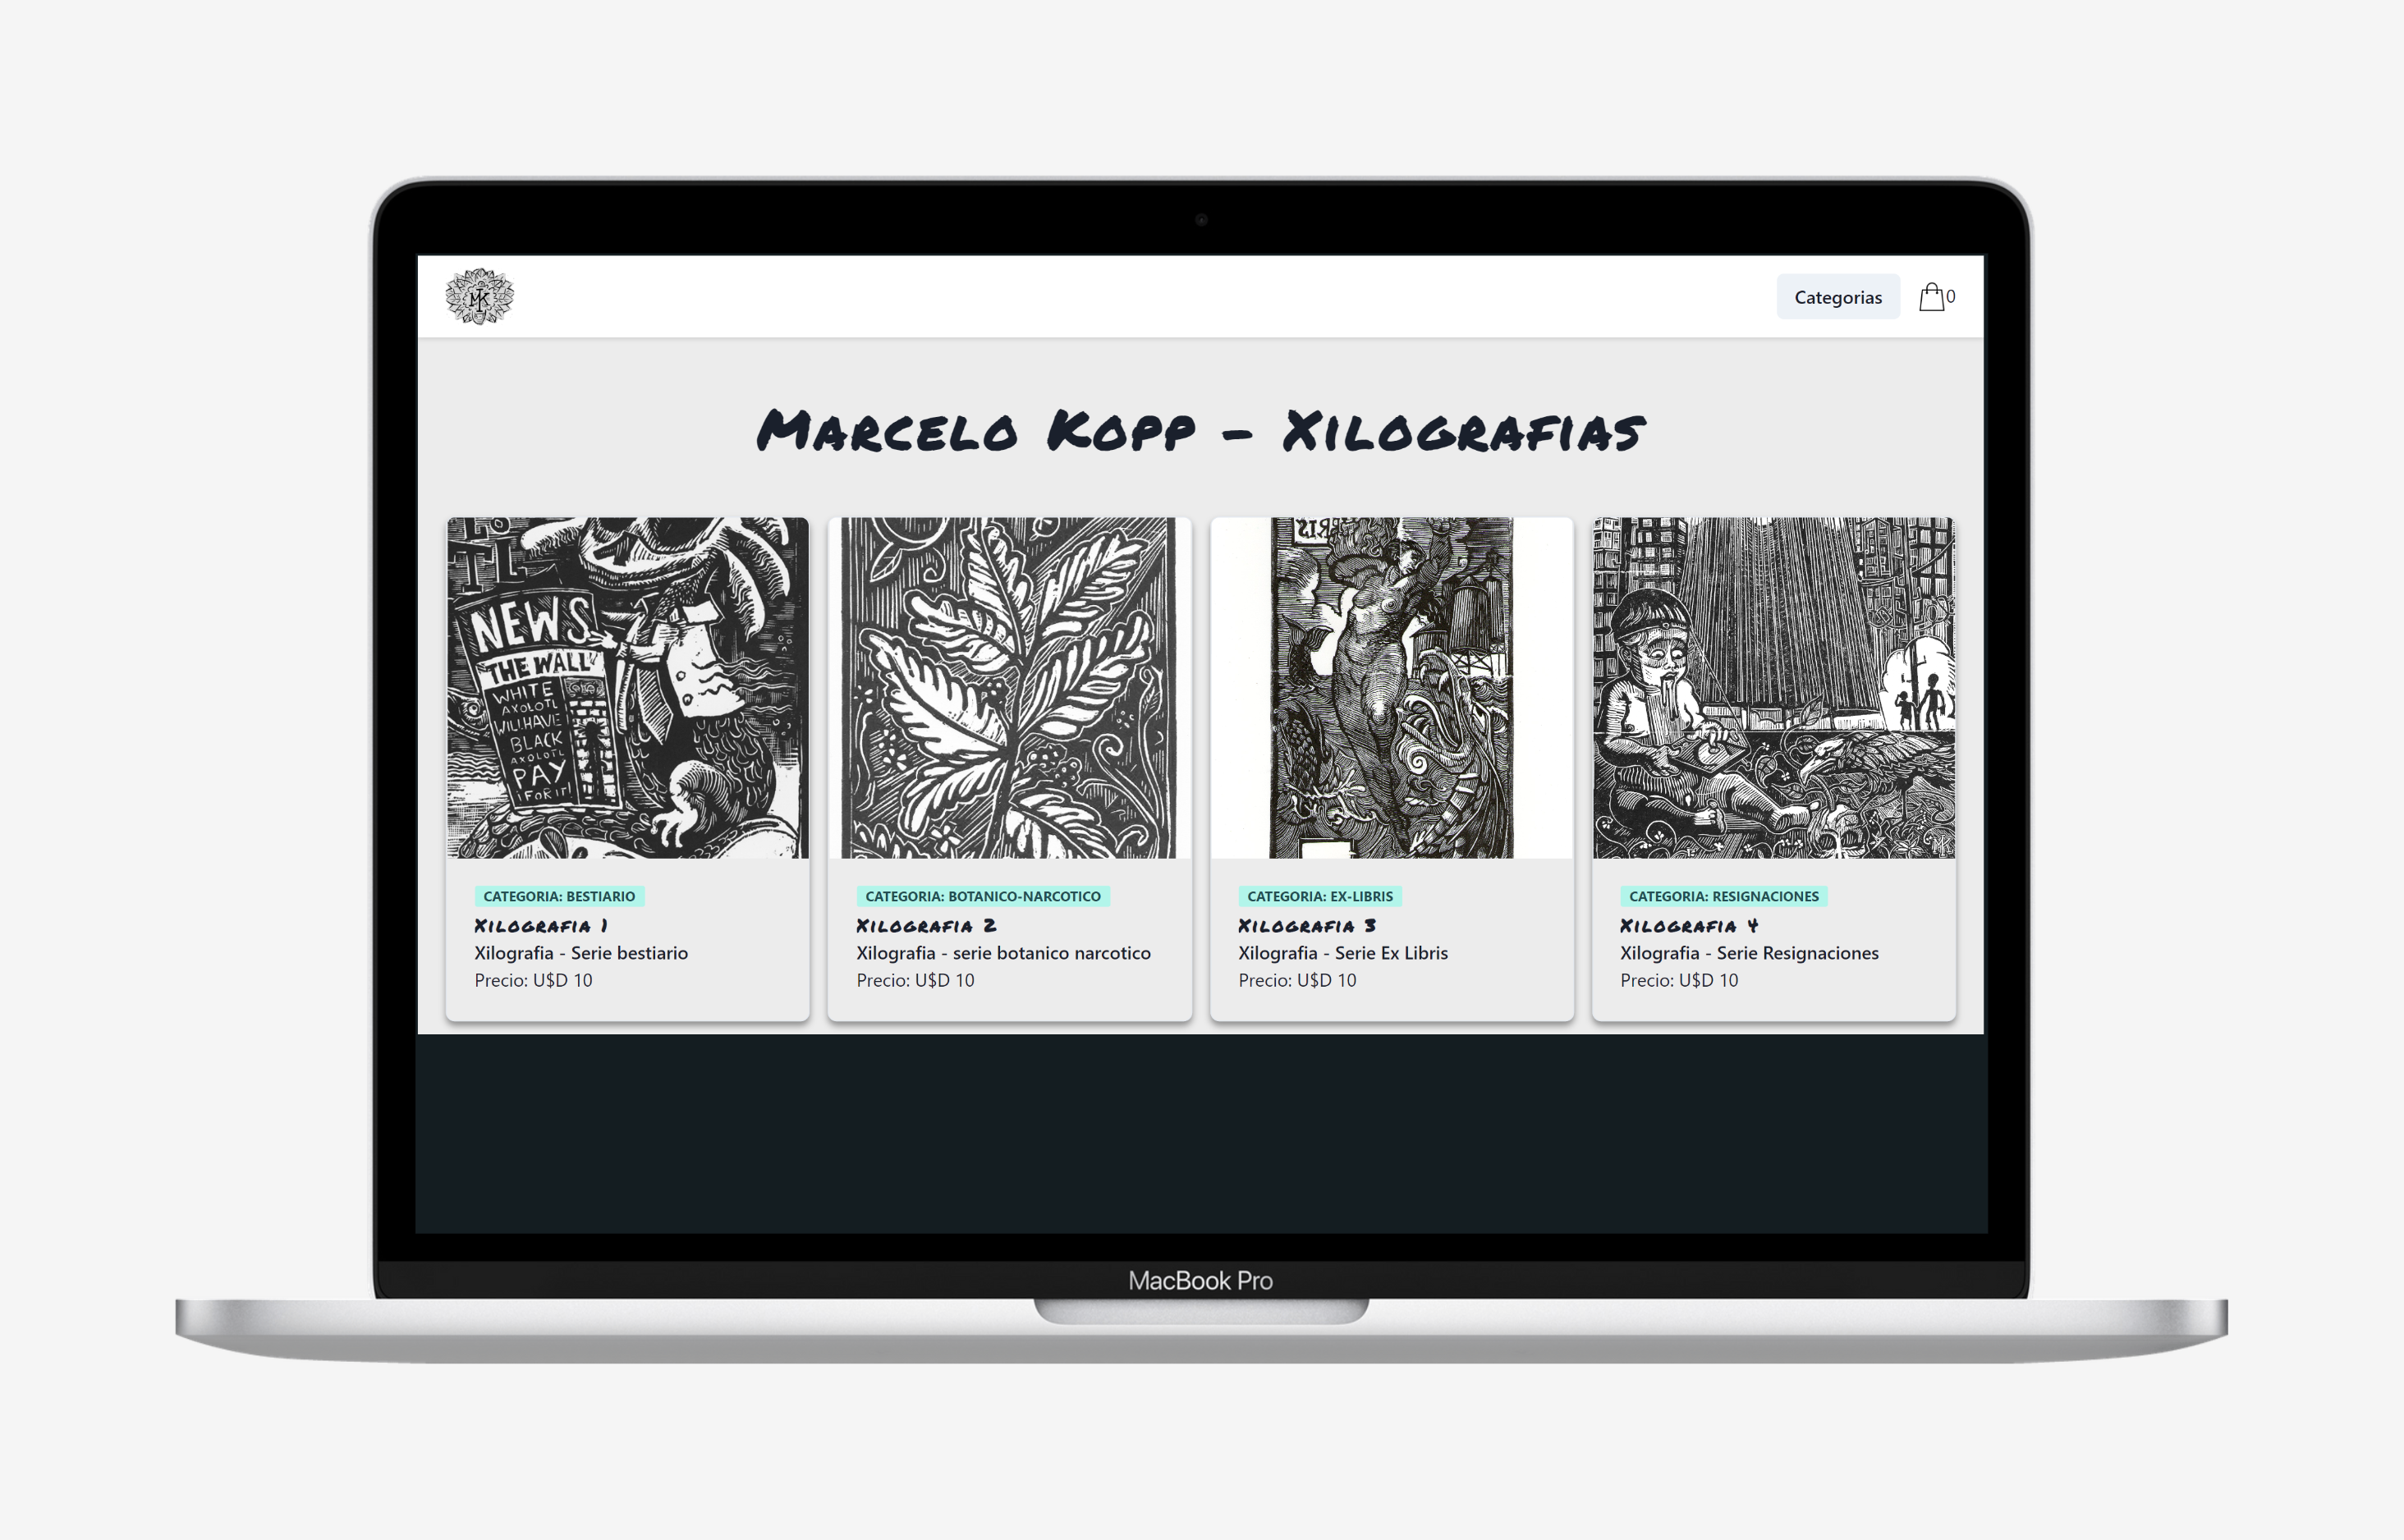 MK
Categorias
0
Marcelo Kopp - Xilografias
LO
TL
NEWS
THE WALL
WHITE
AXOLOTL
WILL HAVE
BLACK
AXOLOTL
PAY
FOR IT!
CATEGORIA: BESTIARIO
Xilografia 1
Xilografia - Serie bestiario
Precio: U$D 10
CATEGORIA: BOTANICO-NARCOTICO
Xilografia 2
Xilografia - serie botanico narcotico
Precio: U$D 10
CATEGORIA: EX-LIBRIS
Xilografia 3
Xilografia - Serie Ex Libris
Precio: U$D 10
CATEGORIA: RESIGNACIONES
Xilografia 4
Xilografia - Serie Resignaciones
Precio: U$D 10
MacBook Pro